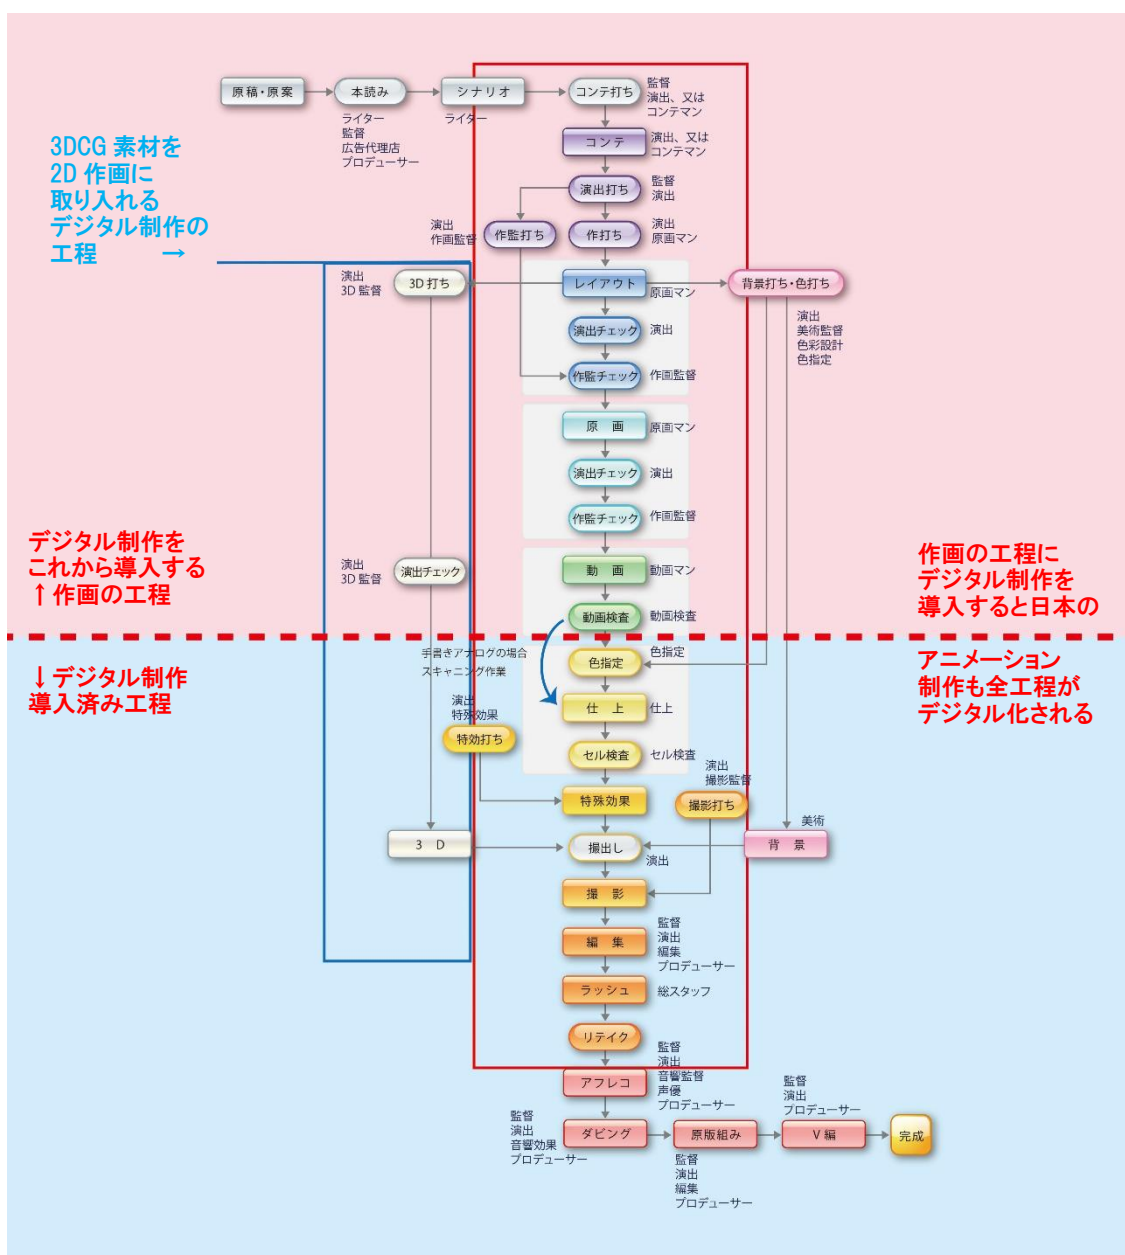 原稿・原案
本読み
シナリオ
コンテ打ち
監督
演出、又は
コンテマン
ライター
監督
広告代理店
プロデューサー
ライター
3DCG 素材を
2D 作画に
取り入れる
デジタル制作の
工程 →
コンテ
演出、又は
コンテマン
演出打ち
監督
演出
演出
作画監督
作監打ち
作打ち
演出
原画マン
演出
3D 監督
3D 打ち
レイアウト
原画マン
背景打ち・色打ち
演出
美術監督
色彩設計
色指定
演出チェック
演出
作監チェック
作画監督
原 画
原画マン
演出チェック
演出
作監チェック
作画監督
デジタル制作を
これから導入する
↑作画の工程
演出
3D 監督
演出チェック
動 画
動画マン
動画検査
動画検査
作画の工程に
デジタル制作を
導入すると日本の
アニメーション
制作も全工程が
デジタル化される
↓デジタル制作
導入済み工程
手書きアナログの場合
スキャニング作業
色指定
色指定
仕 上
仕上
演出
特殊効果
特効打ち
セル検査
セル検査
演出
撮影監督
撮影打ち
特殊効果
美術
3 D
撮出し
演出
背 景
撮 影
編 集
監督
演出
編集
プロデューサー
ラッシュ
総スタッフ
リテイク
アフレコ
監督
演出
音響監督
声優
プロデューサー
監督
演出
音響効果
プロデューサー
ダビング
原版組み
監督
演出
編集
プロデューサー
監督
演出
プロデューサー
V 編
完成